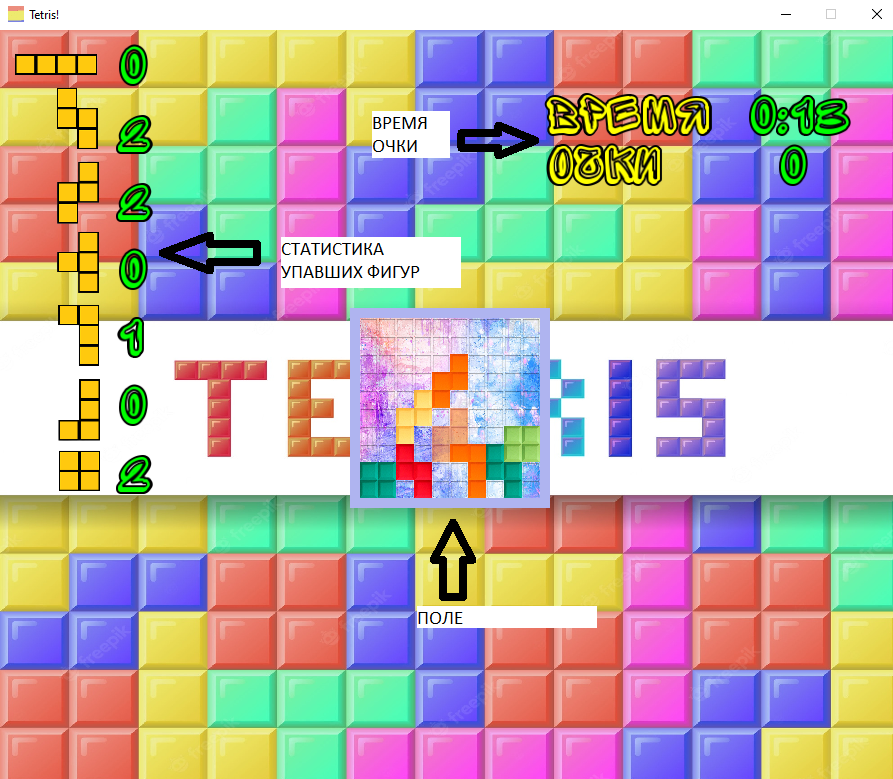 Tetris!
0
2
2
0
1
0
2
ВРЕМЯ
ОЧКИ
ВРЕМЯ 0:13
ОЧКИ 0
СТАТИСТИКА
УПАВШИХ ФИГУР
TETRIS
ПОЛЕ